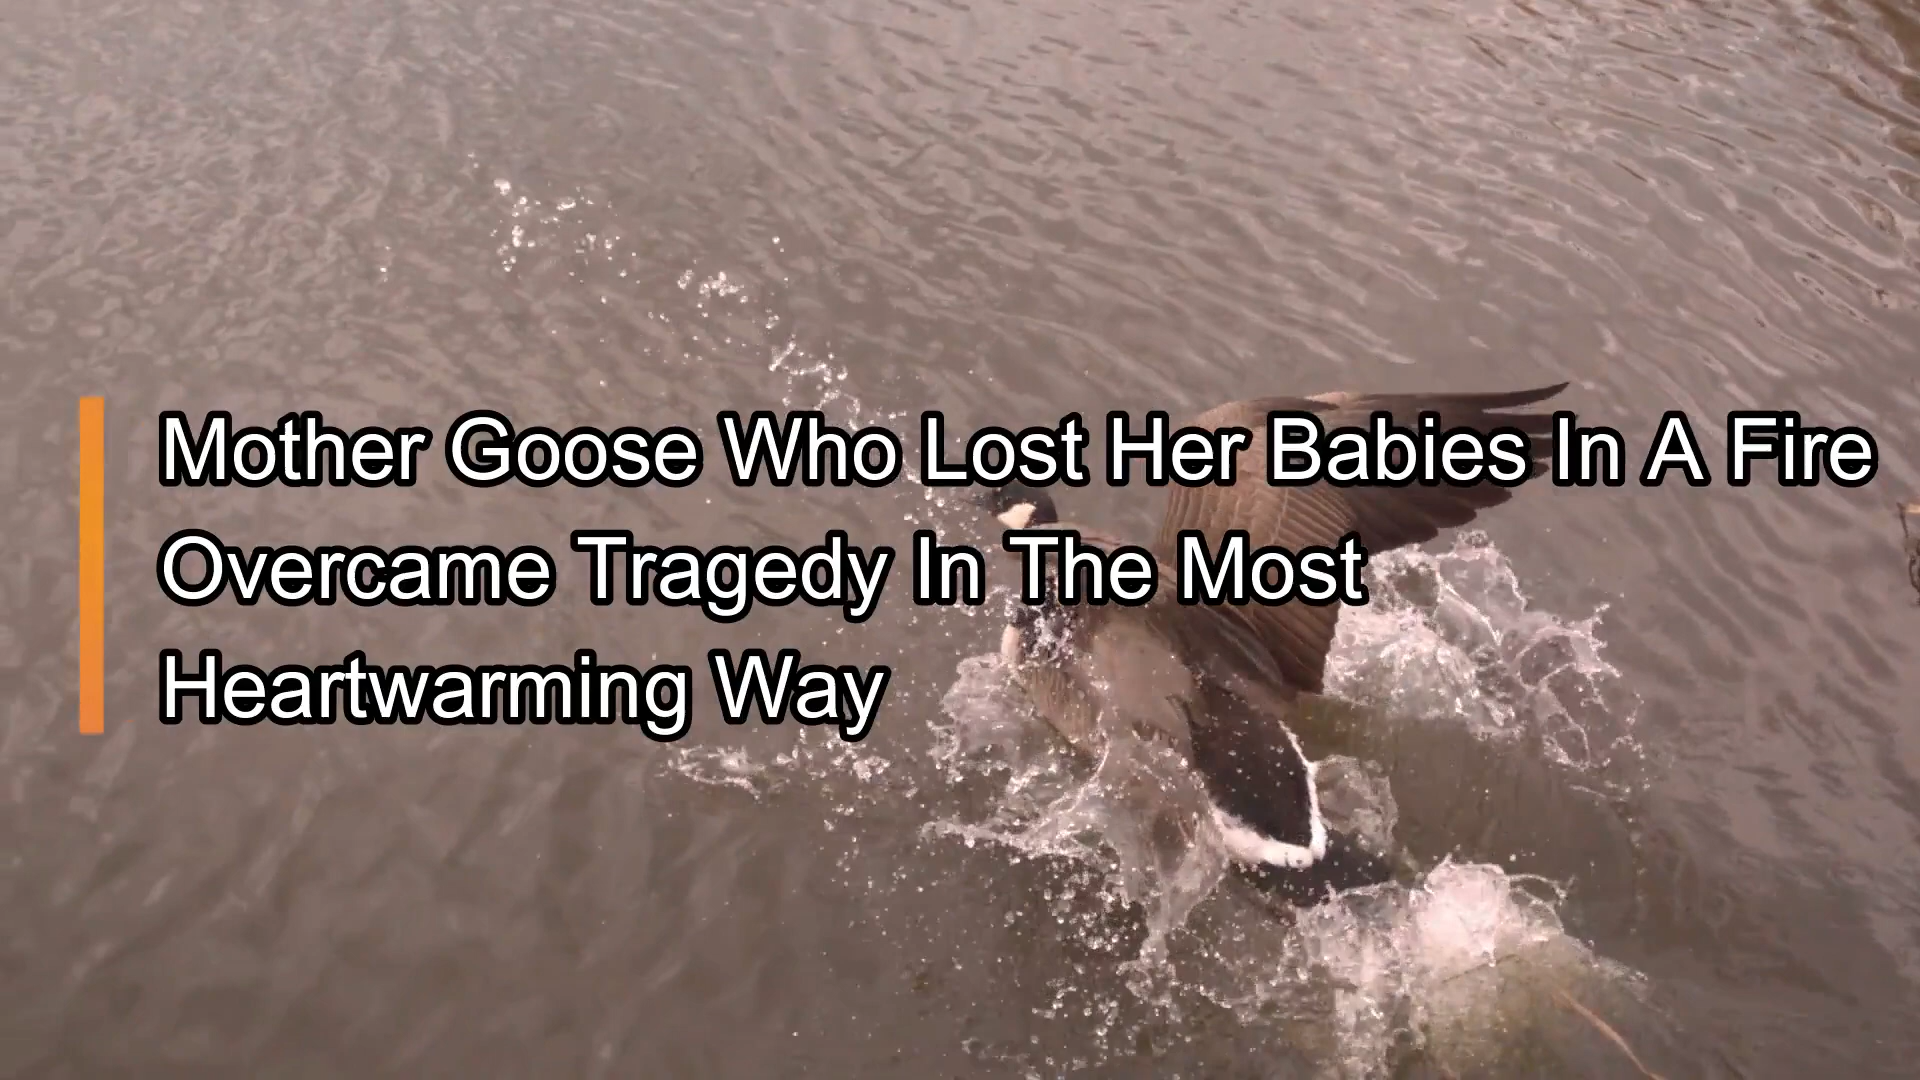 Mother Goose Who Lost Her Babies In A Fire
Overcame Tragedy In The Most
Heartwarming Way